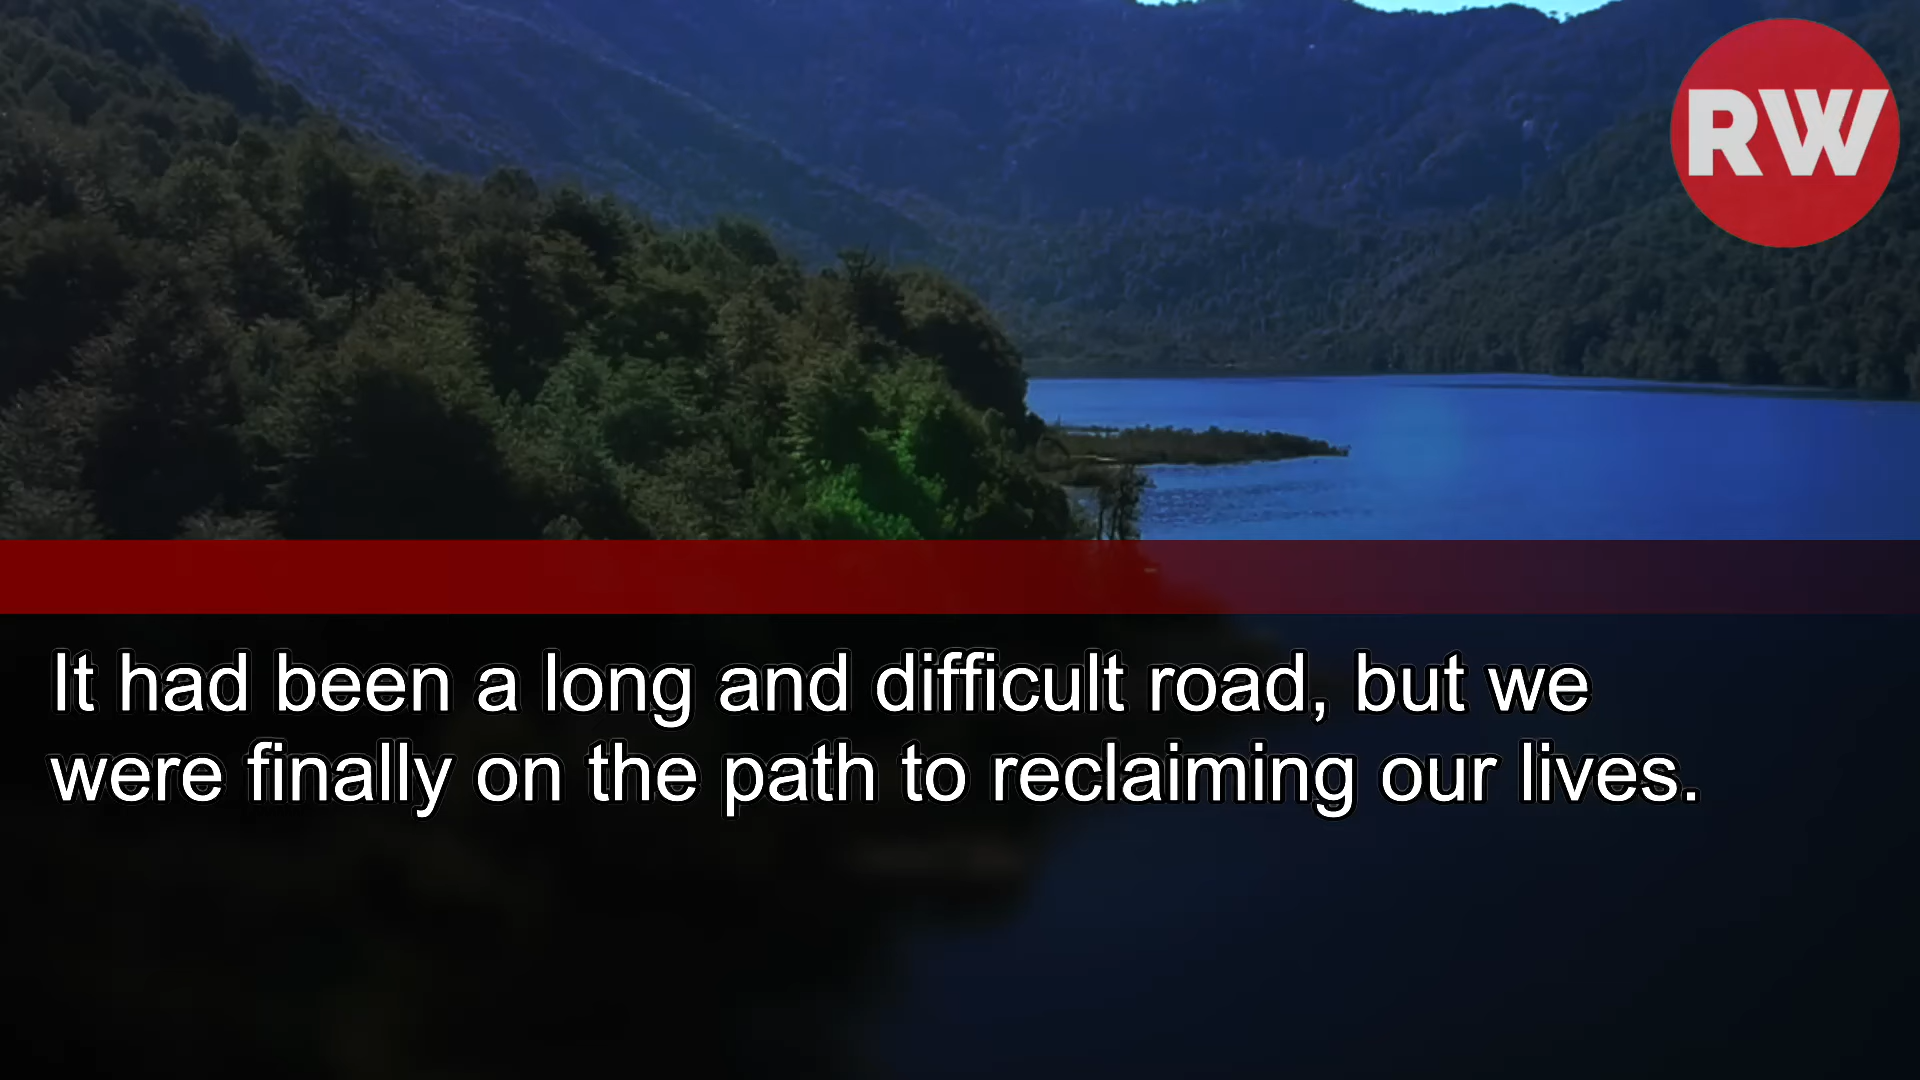 RW
It had been a long and difficult road, but we
were finally on the path to reclaiming our lives.